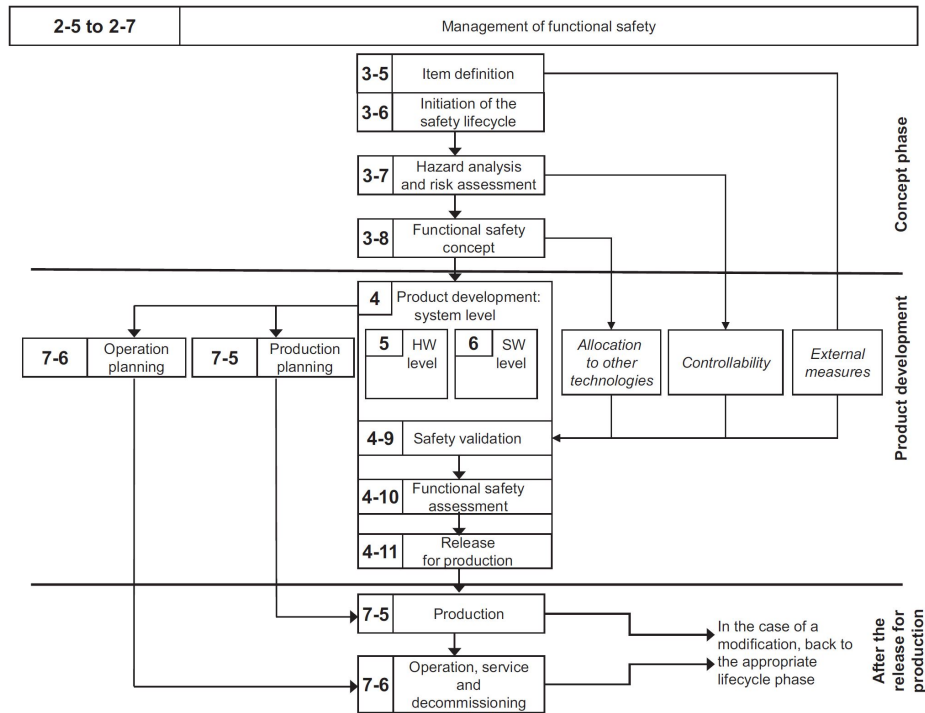 2-5 to 2-7
Management of functional safety
3-5
Item definition
3-6
Initiation of the
safety lifecycle
3-7
Hazard analysis
and risk assessment
3-8
Functional safety
concept
Concept phase
4
Product development:
system level
5
HW
level
6
SW
level
7-6
Operation
planning
7-5
Production
planning
Allocation
to other
technologies
Controllability
External
measures
4-9
Safety validation
4-10
Functional safety
assessment
4-11
Release
for production
Product development
7-5
Production
7-6
Operation, service
and
decommissioning
In the case of a
modification, back to
the appropriate
lifecycle phase
After the
release for
production